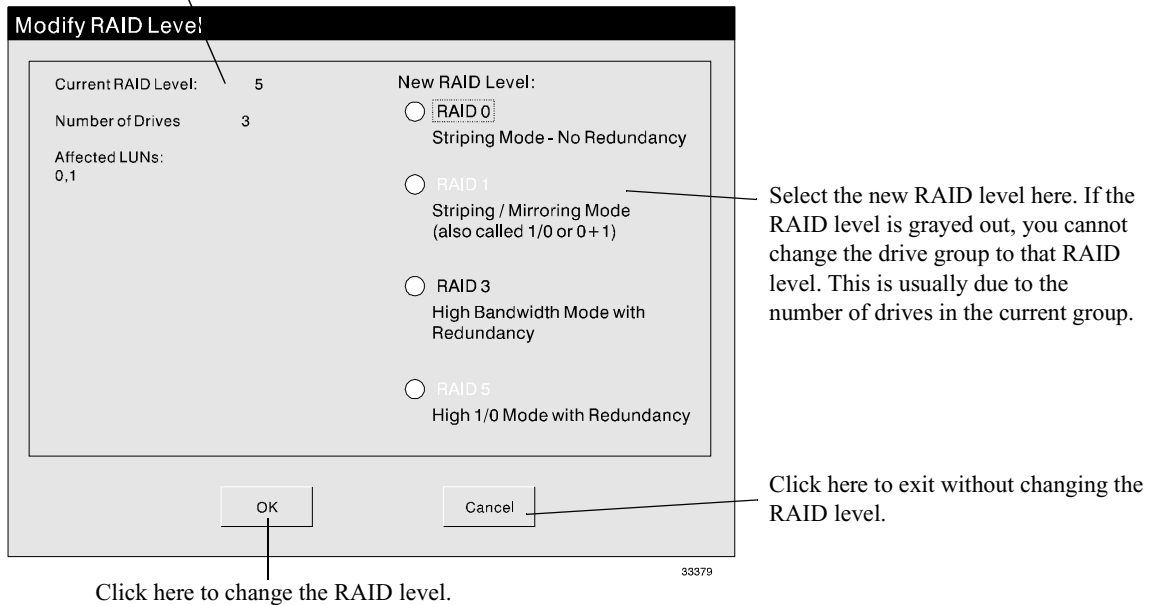 Modify RAID Level
Current RAID Level: 5
Number of Drives 3
Affected LUNs:
0,1
New RAID Level:
RAID 0
Striping Mode - No Redundancy
RAID 1
Striping / Mirroring Mode
(also called 1/0 or 0+1)
RAID 3
High Bandwidth Mode with
Redundancy
RAID 5
High 1/0 Mode with Redundancy
Select the new RAID level here. If the
RAID level is grayed out, you cannot
change the drive group to that RAID
level. This is usually due to the
number of drives in the current group.
OK
Cancel
Click here to exit without changing the
RAID level.
33379
Click here to change the RAID level.